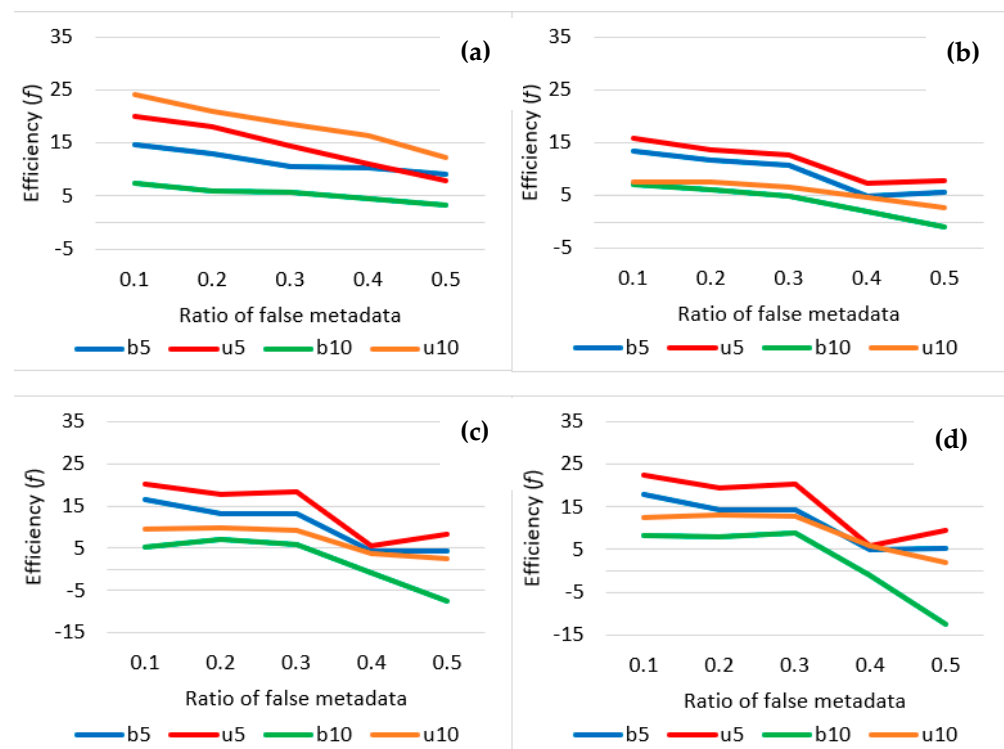 (a)
Efficiency (f)
35
25
15
5
-5
0.1 0.2 0.3 0.4 0.5
Ratio of false metadata
b5 u5 b10 u10
(b)
Efficiency (f)
35
25
15
5
-5
0.1 0.2 0.3 0.4 0.5
Ratio of false metadata
b5 u5 b10 u10
(c)
Efficiency (f)
35
25
15
5
-5
-15
0.1 0.2 0.3 0.4 0.5
Ratio of false metadata
b5 u5 b10 u10
(d)
Efficiency (f)
35
25
15
5
-5
-15
0.1 0.2 0.3 0.4 0.5
Ratio of false metadata
b5 u5 b10 u10